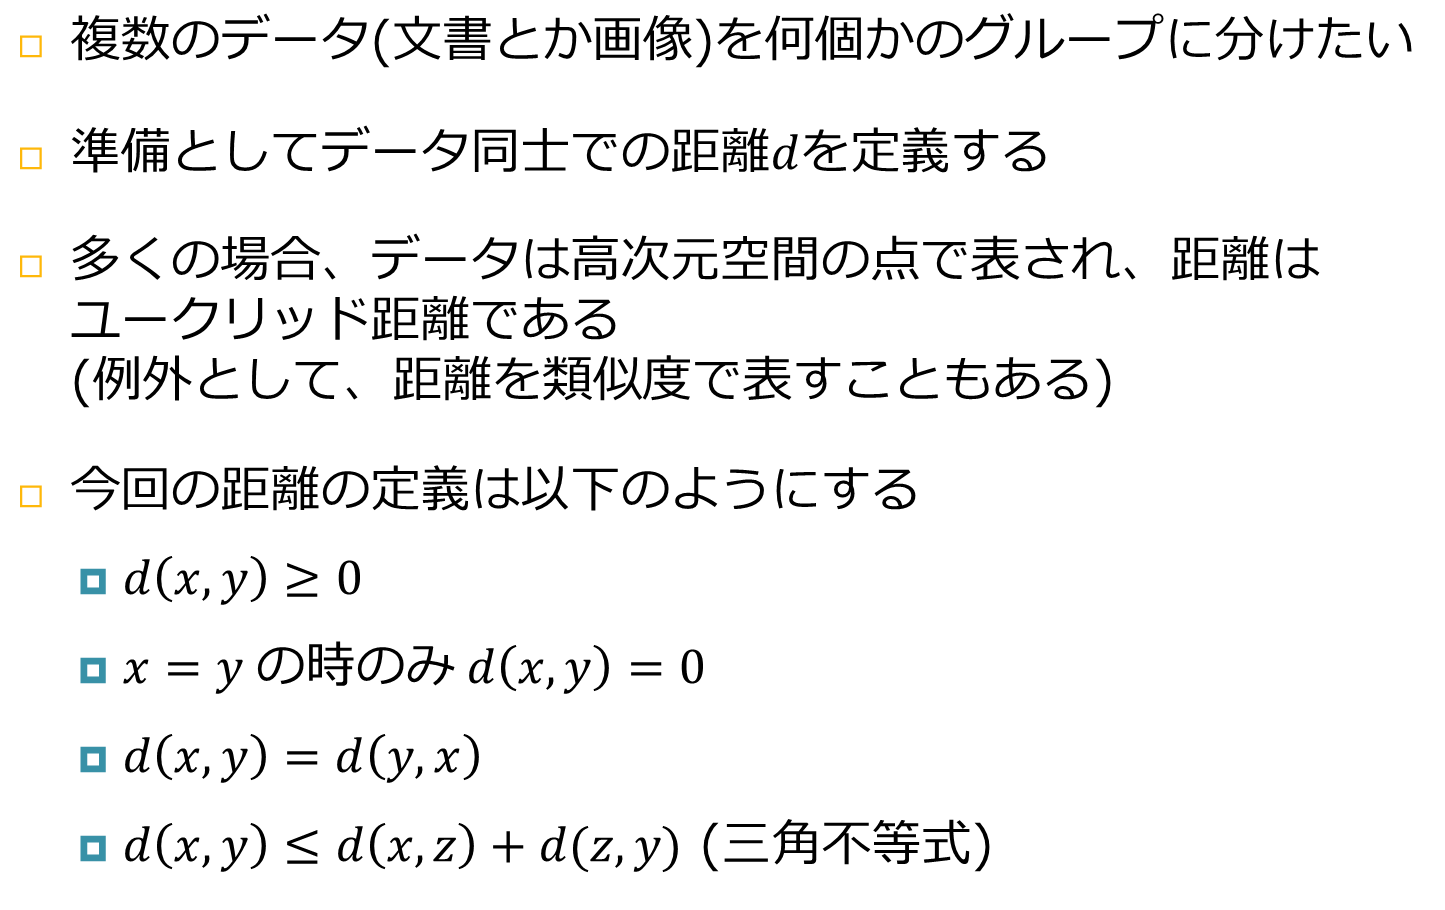 複数のデータ(文書とか画像)を何個かのグループに分けたい
準備としてデータ同士での距離dを定義する
多くの場合、データは高次元空間の点で表され、距離は
ユークリッド距離である
(例外として、距離を類似度で表すこともある)
今回の距離の定義は以下のようにする
d(x, y) ≥ 0
x = y の時のみ d(x, y) = 0
d(x, y) = d(y, x)
d(x, y) ≤ d(x, z) + d(z, y) (三角不等式)